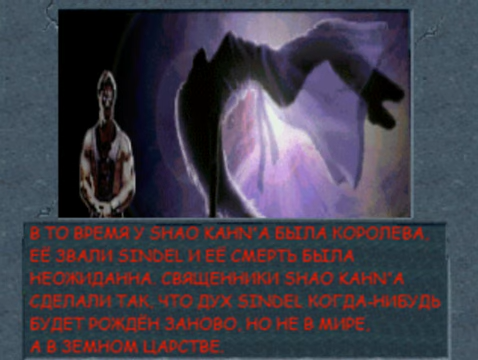 В ТО ВРЕМЯ У SHAO KAHN"А БЫЛА КОРОЛЕВА,
ЕЁ ЗВАЛИ SINDEL И ЕЁ СМЕРТЬ БЫЛА
НЕОЖИДАННА. СВЯЩЕННИКИ SHAO KAHN"А
СДЕЛАЛИ ТАК, ЧТО ДУХ SINDEL КОГДА-НИБУДЬ
БУДЕТ РОЖДЁН ЗАНОВО, НО НЕ В МИРЕ,
А В ЗЕМНОМ ЦАРСТВЕ.